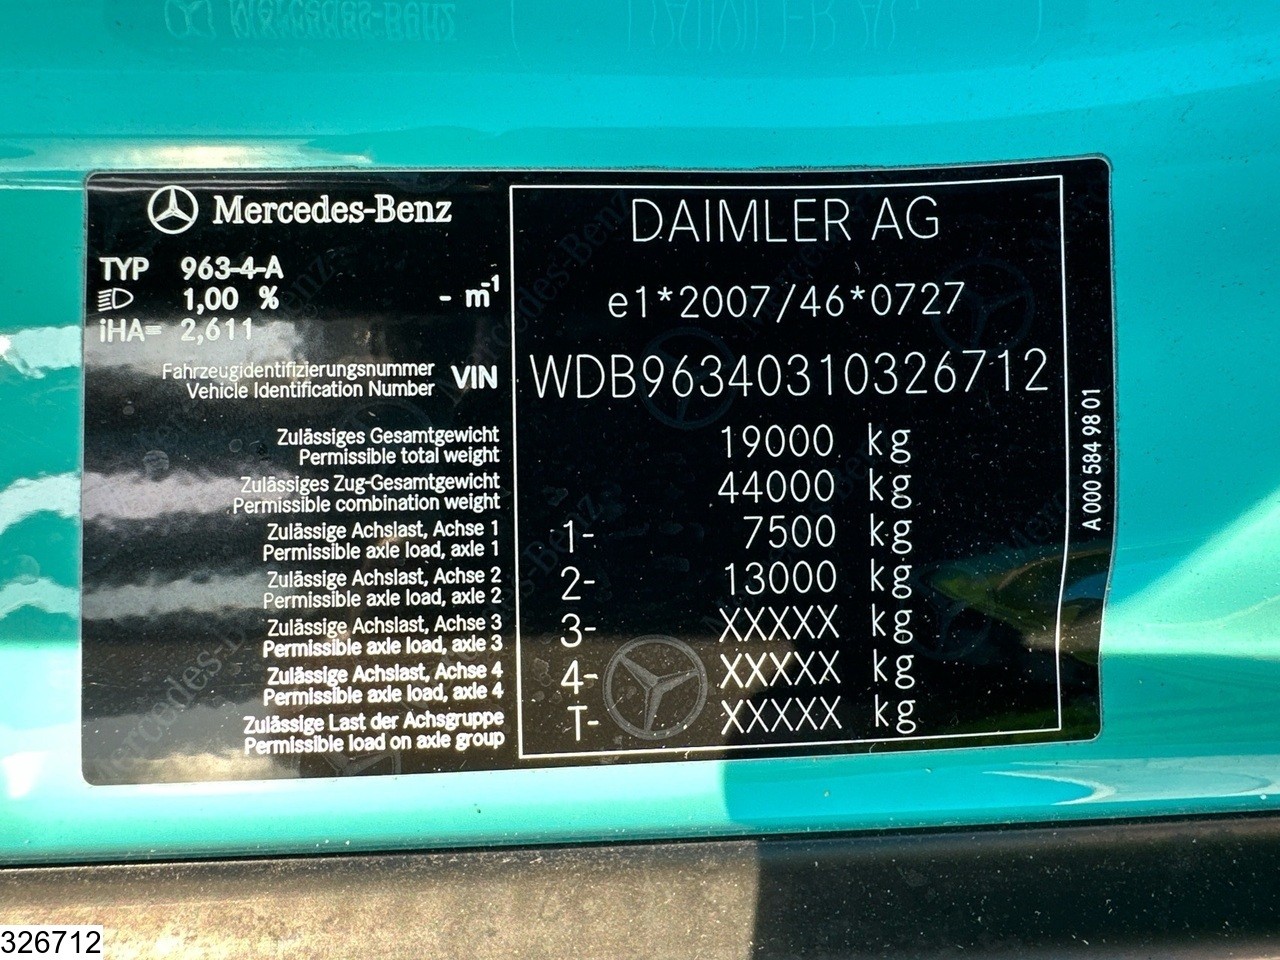 Mercedes-Benz
TYP 963-4-A
1,00 % - m-1
iHA= 2,611
Fahrzeugidentifizierungsnummer
Vehicle Identification Number VIN
Zulässiges Gesamtgewicht
Permissible total weight
Zulässiges Zug-Gesamtgewicht
Permissible combination weight
Zulässige Achslast, Achse 1
Permissible axle load, axle 1
Zulässige Achslast, Achse 2
Permissible axle load, axle 2
Zulässige Achslast, Achse 3
Permissible axle load, axle 3
Zulässige Achslast, Achse 4
Permissible axle load, axle 4
Zulässige Last der Achsgruppe
Permissible load on axle group
DAIMLER AG
e1*2007/46*0727
WDB96340310326712
19000 kg
44000 kg
1- 7500 kg
2- 13000 kg
3- XXXXX kg
4- XXXXX kg
T- XXXXX kg
A 000 584 98 01
326712